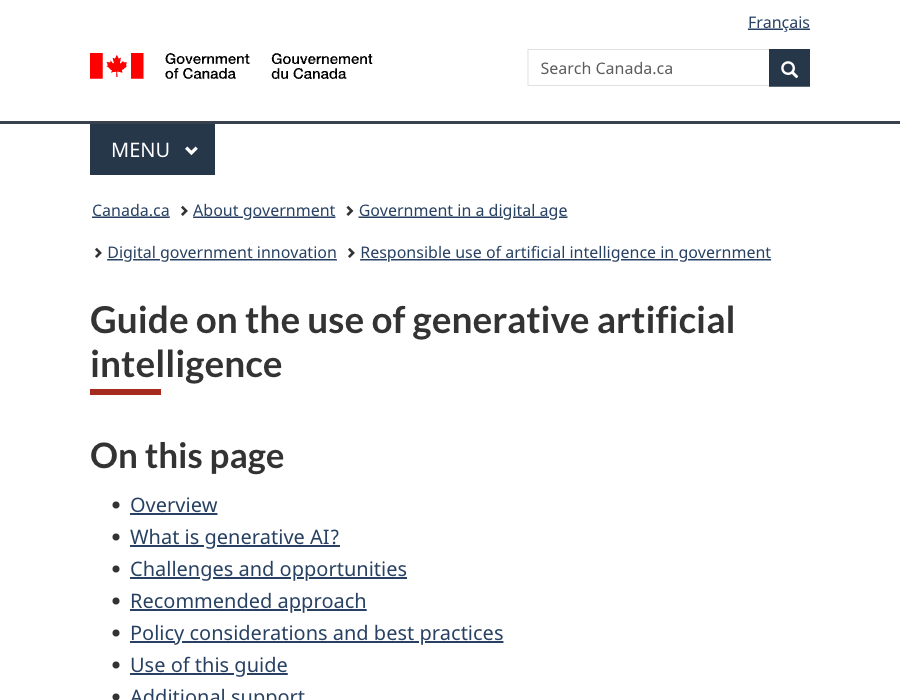 Français
Government of Canada
Gouvernement du Canada
Search Canada.ca
MENU
Canada.ca > About government > Government in a digital age
> Digital government innovation > Responsible use of artificial intelligence in government
Guide on the use of generative artificial
intelligence
On this page
• Overview
• What is generative AI?
• Challenges and opportunities
• Recommended approach
• Policy considerations and best practices
• Use of this guide
• Additional support